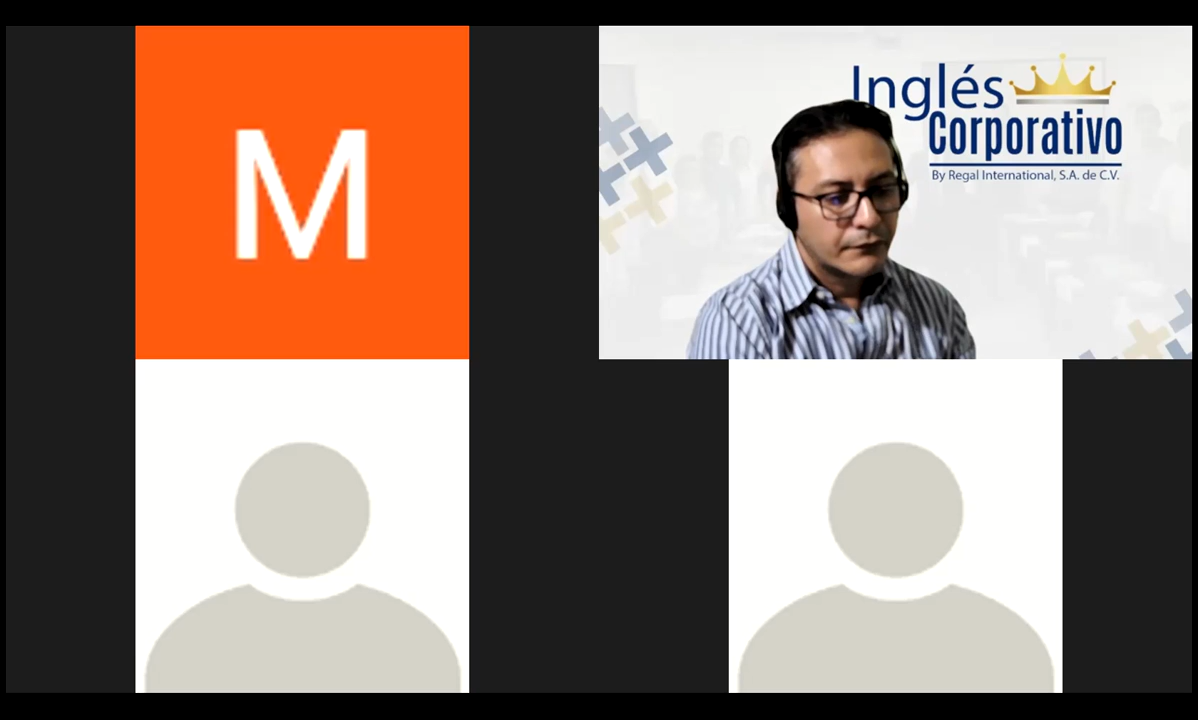 M
Inglés
Corporativo
By Regal International, S.A. de C.V.